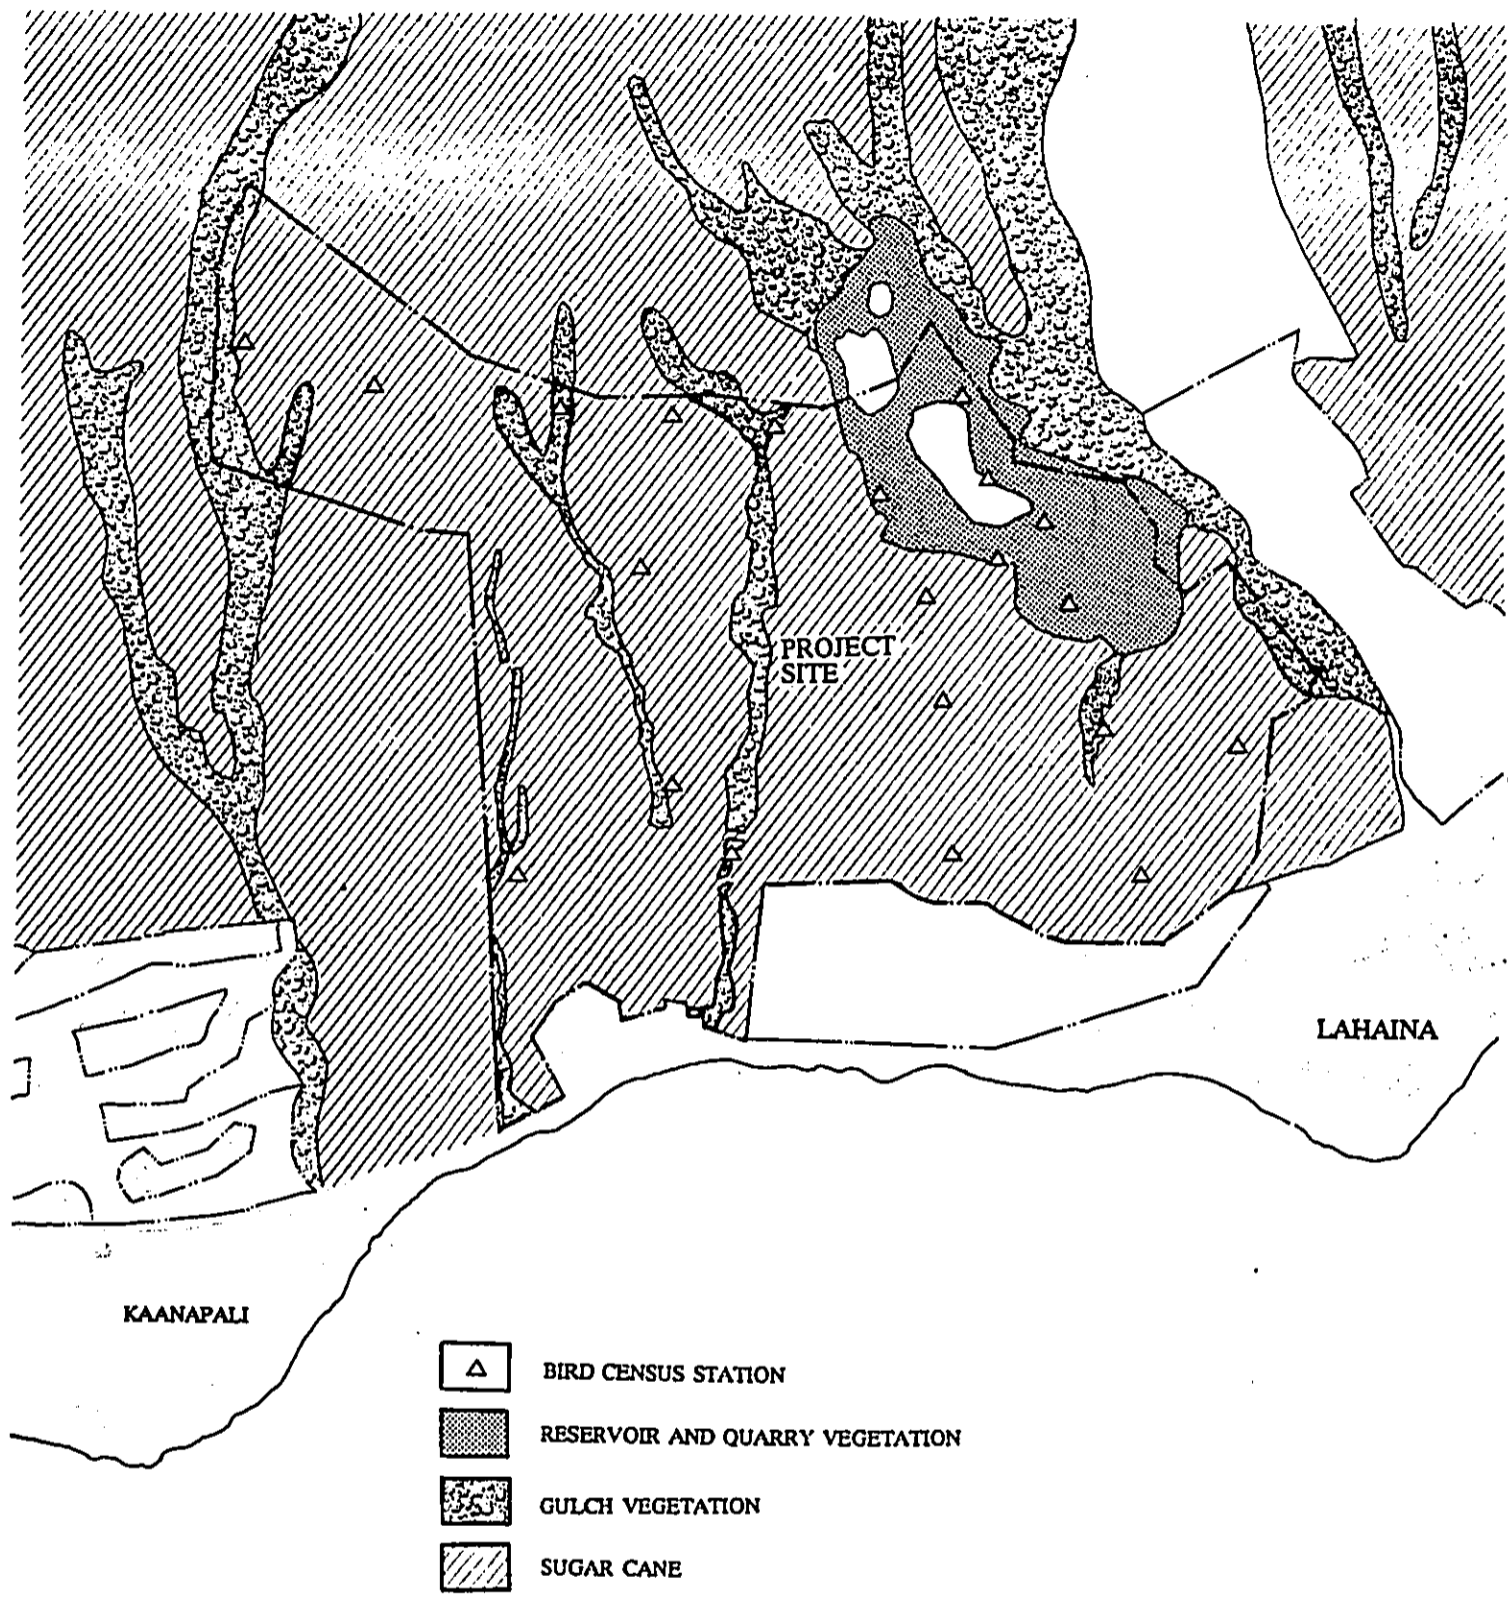 PROJECT
SITE
LAHAINA
KAANAPALI
BIRD CENSUS STATION
RESERVOIR AND QUARRY VEGETATION
GULCH VEGETATION
SUGAR CANE